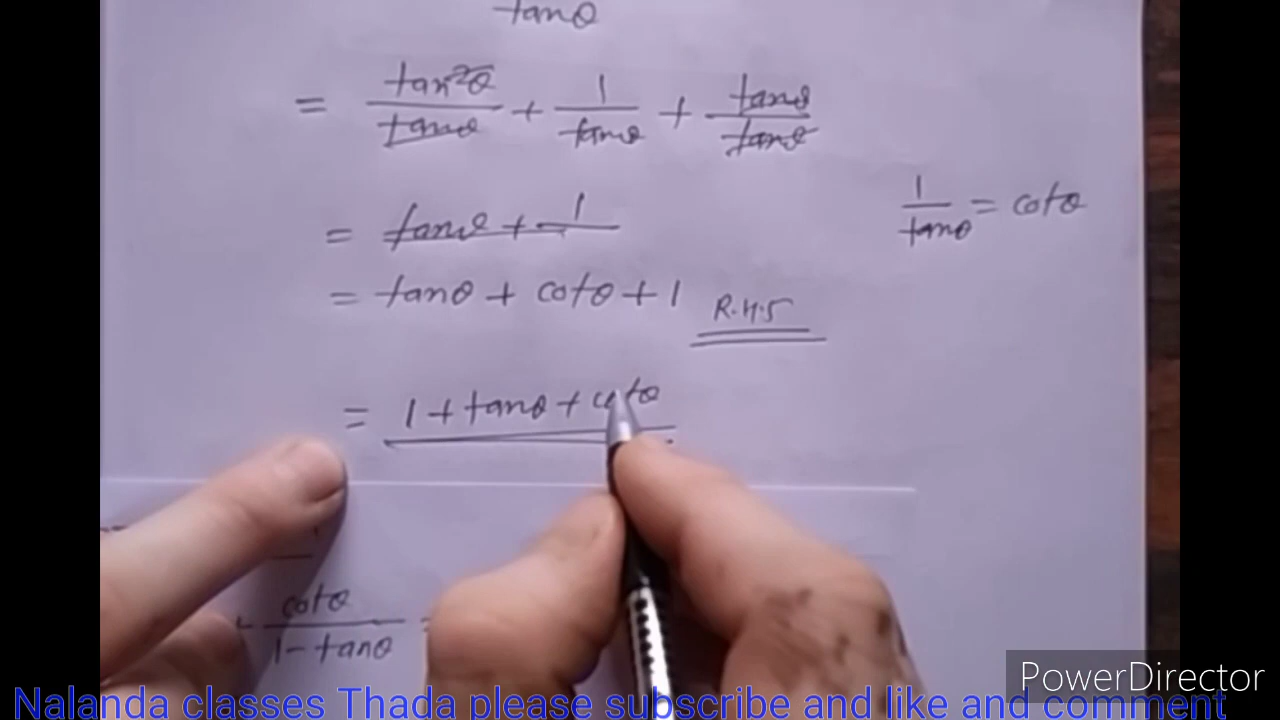 tanθ
= tan²θ/tanθ + 1/tanθ + tanθ/tanθ
1/tanθ = cotθ
= tanθ + 1
= tanθ + cotθ + 1 R.H.S
= 1 + tanθ + cotθ
cotθ/1 - tanθ
PowerDirector
Nalanda classes Thada please subscribe and like and comment